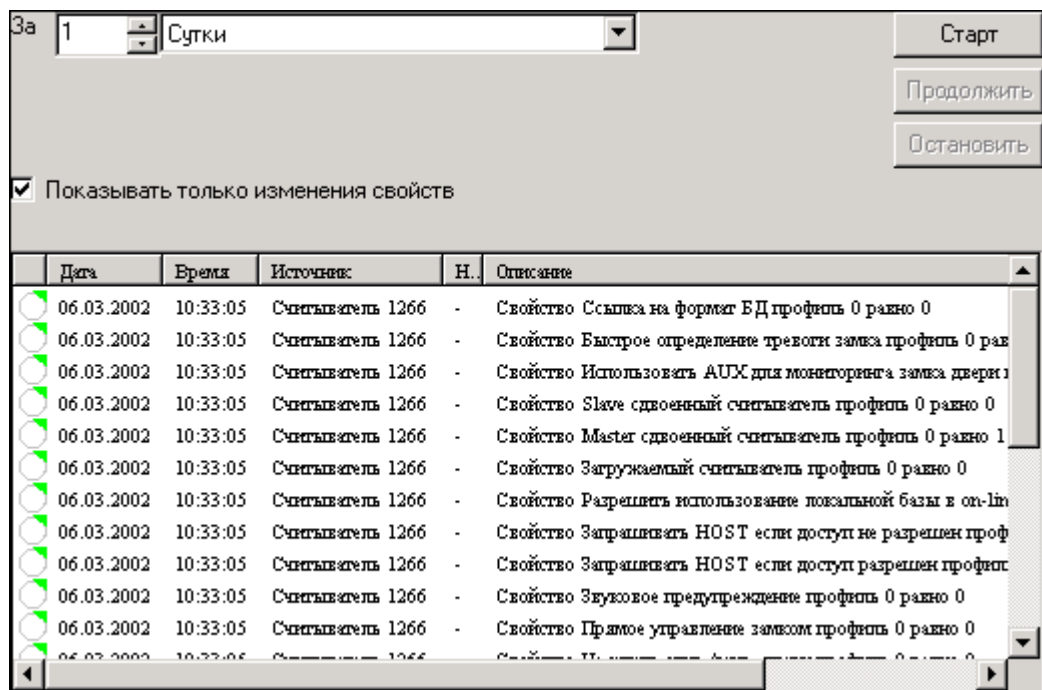 За 1 Сутки Старт
Продолжить
Остановить
Показывать только изменения свойств
Дата Время Источник Н.. Описание
06.03.2002 10:33:05 Считыватель 1266 - Свойство Ссылка на формат БД профиль 0 равно 0
06.03.2002 10:33:05 Считыватель 1266 - Свойство Быстрое определение тревоги замка профиль 0 рав
06.03.2002 10:33:05 Считыватель 1266 - Свойство Использовать AUX для мониторинга замка двери
06.03.2002 10:33:05 Считыватель 1266 - Свойство Slave сдвоенный считыватель профиль 0 равно 0
06.03.2002 10:33:05 Считыватель 1266 - Свойство Master сдвоенный считыватель профиль 0 равно 1
06.03.2002 10:33:05 Считыватель 1266 - Свойство Загружаемый считыватель профиль 0 равно 0
06.03.2002 10:33:05 Считыватель 1266 - Свойство Разрешить использование локальной базы в on-lin
06.03.2002 10:33:05 Считыватель 1266 - Свойство Запрашивать HOST если доступ не разрешен проф
06.03.2002 10:33:05 Считыватель 1266 - Свойство Запрашивать HOST если доступ разрешен профил
06.03.2002 10:33:05 Считыватель 1266 - Свойство Звуковое предупреждение профиль 0 равно 0
06.03.2002 10:33:05 Считыватель 1266 - Свойство Прямое управление замком профиль 0 равно 0
06.03.2002 10:33:05 Считыватель 1266